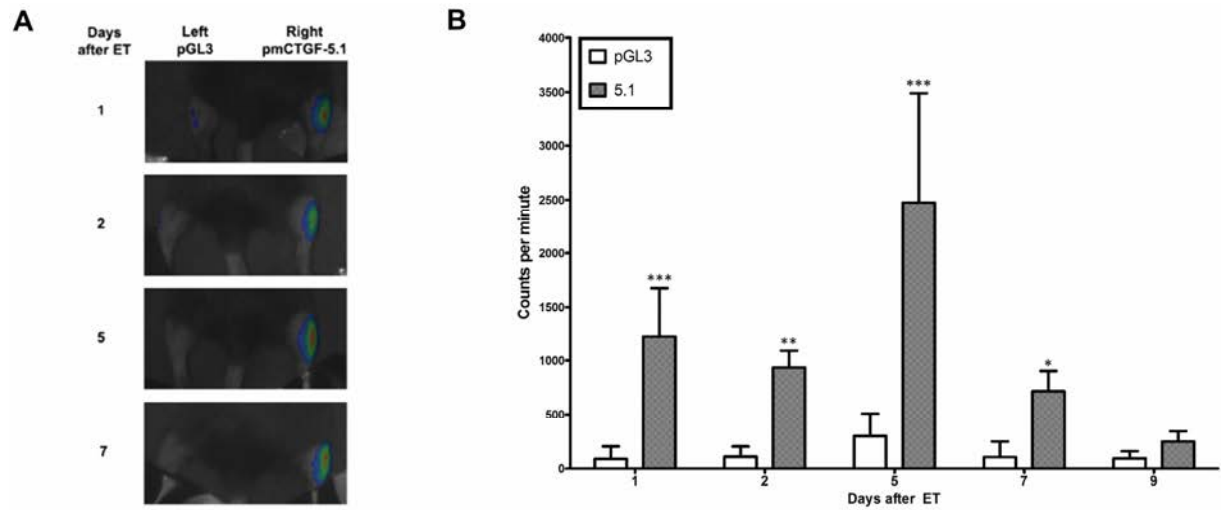 A
Days after ET
Left pGL3
Right pmCTGF-5.1
1
2
5
7
B
4000
3500
3000
2500
2000
1500
1000
500
0
Counts per minute
pGL3
5.1
***
**
***
*
1 2 5 7 9
Days after ET